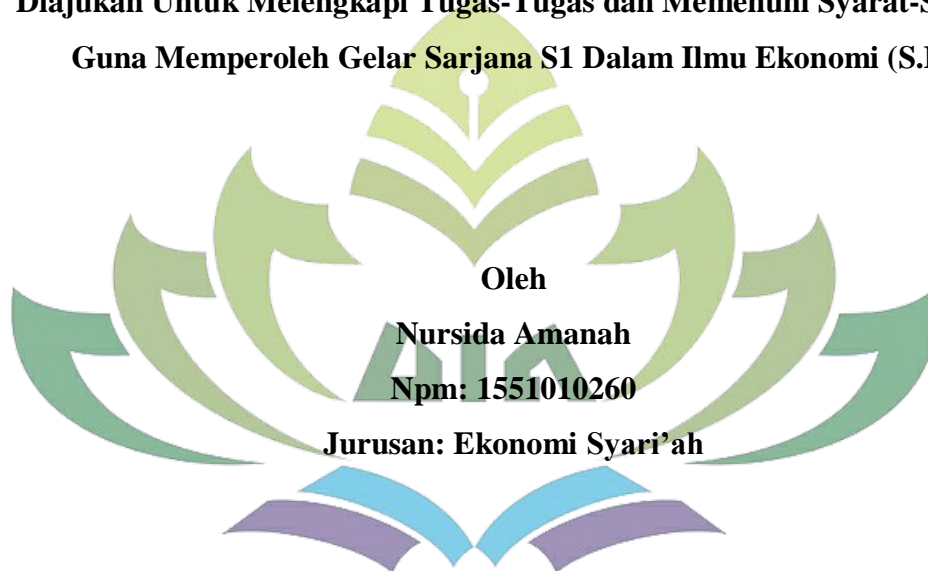 Diajukan Untuk Melengkapi Tugas-Tugas dan Memenuhi
Guna Memperoleh Gelar Sarjana S1 Dalam Ilmu Ekonomi
Oleh
Nursida Amanah
Npm: 1551010260
Jurusan: Ekonomi Syari’ah